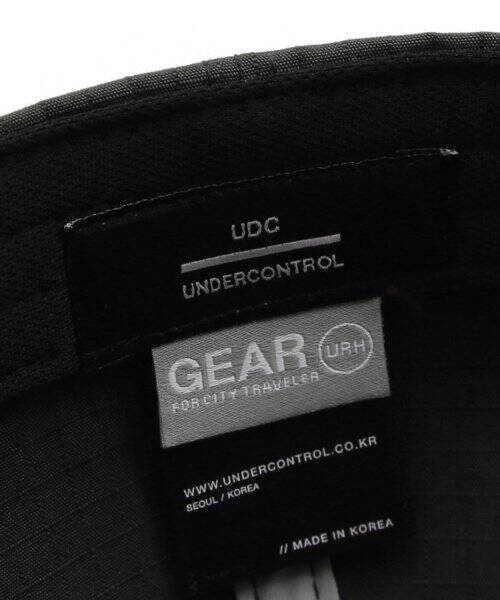 UDC
UNDERCONTROL
GEAR URH
FOR CITY TRAVELER
WWW.UNDERCONTROL.CO.KR
SEOUL / KOREA
// MADE IN KOREA